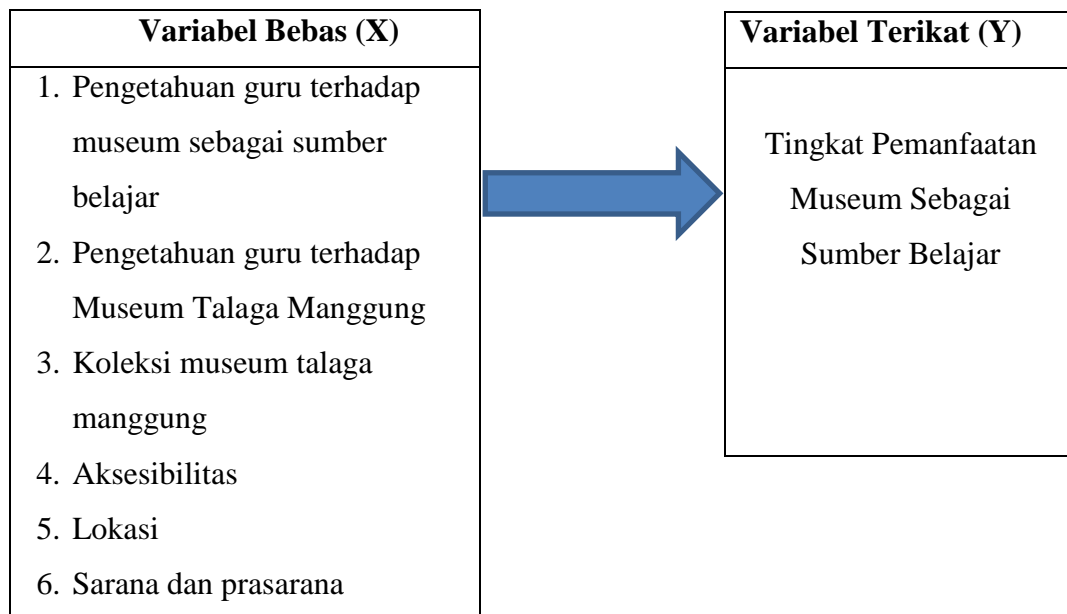 Variabel Bebas (X)
1. Pengetahuan guru terhadap
museum sebagai sumber
belajar
2. Pengetahuan guru terhadap
Museum Talaga Manggung
3. Koleksi museum talaga
manggung
4. Aksesibilitas
5. Lokasi
6. Sarana dan prasarana
Variabel Terikat (Y)
Tingkat Pemanfaatan
Museum Sebagai
Sumber Belajar